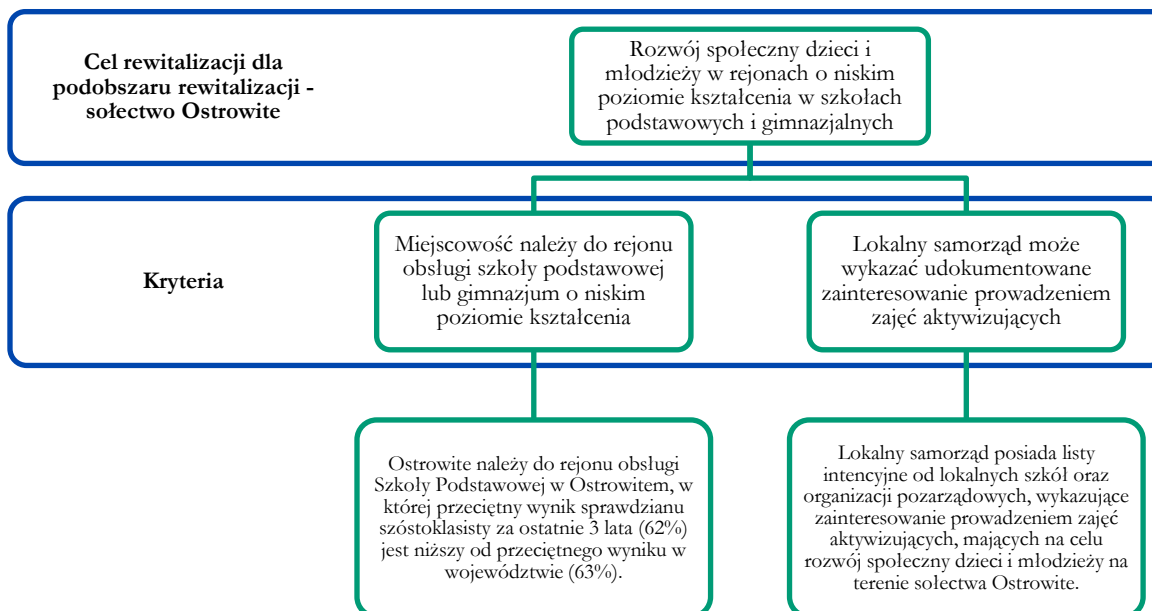 Cel rewitalizacji dla
podobszaru rewitalizacji -
sołectwo Ostrowite
Rozwój społeczny dzieci i
młodzieży w rejonach o niskim
poziomie kształcenia w szkołach
podstawowych i gimnazjalnych
Kryteria
Miejscowość należy do rejonu
obsługi szkoły podstawowej
lub gimnazjum o niskim
poziomie kształcenia
Lokalny samorząd może
wykazać udokumentowane
zainteresowanie prowadzeniem
zajęć aktywizujących
Ostrowite należy do rejonu obsługi
Szkoły Podstawowej w Ostrowitem, w
której przeciętny wynik sprawdzianu
szóstoklasisty za ostatnie 3 lata (62%)
jest niższy od przeciętnego wyniku w
województwie (63%).
Lokalny samorząd posiada listy
intencyjne od lokalnych szkół oraz
organizacji pozarządowych, wykazujące
zainteresowanie prowadzeniem zajęć
aktywizujących, mających na celu
rozwój społeczny dzieci i młodzieży na
terenie sołectwa Ostrowite.